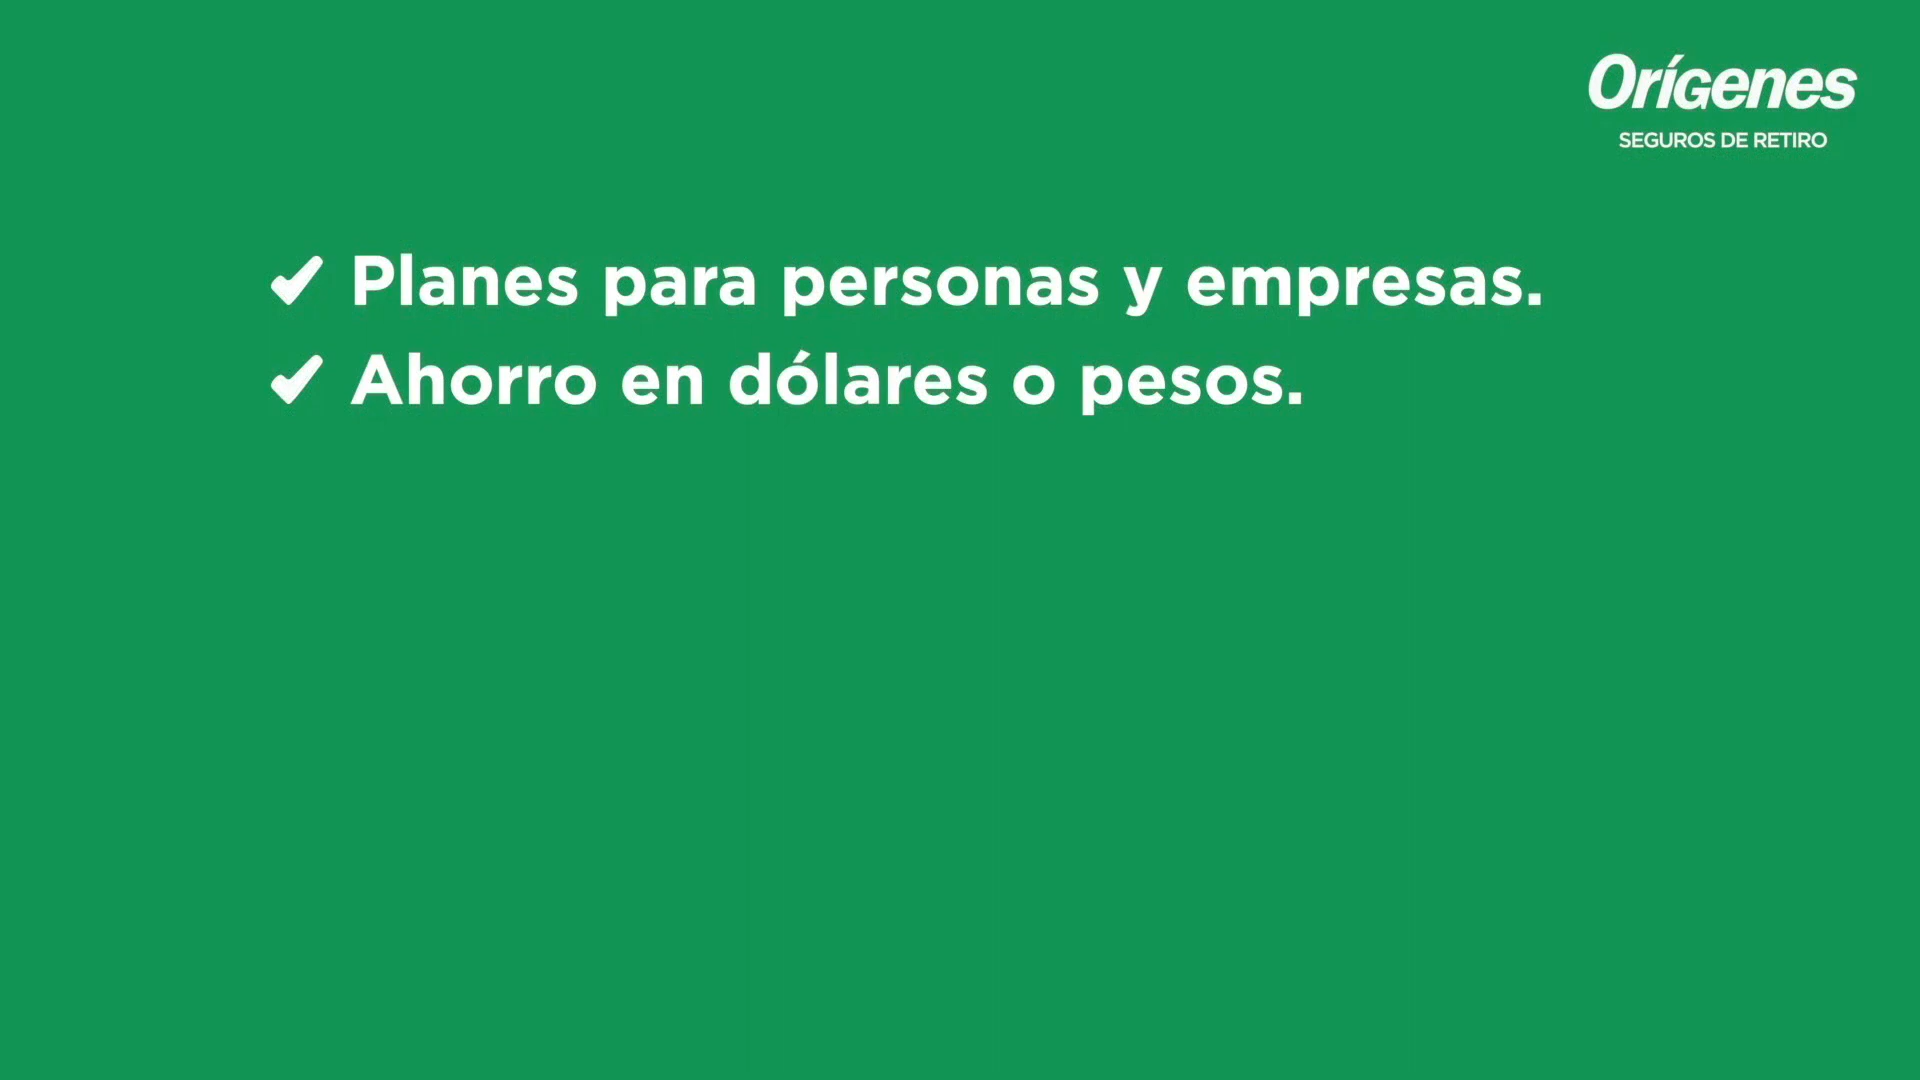 Orígenes
SEGUROS DE RETIRO
✔ Planes para personas y empresas.
✔ Ahorro en dólares o pesos.